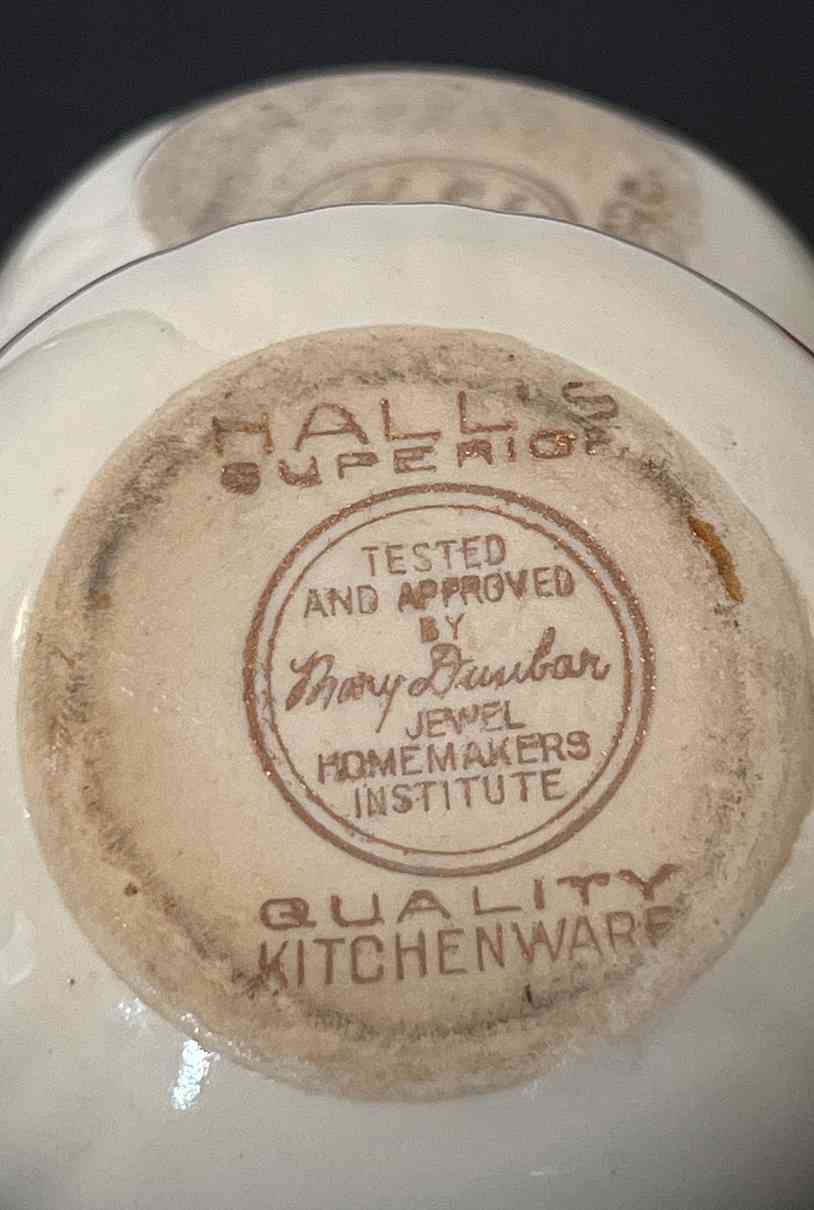 HALL'S
SUPERIOR
TESTED
AND APPROVED
BY
Mary Dunbar
JEWEL
HOMEMAKERS
INSTITUTE
QUALITY
KITCHENWARE